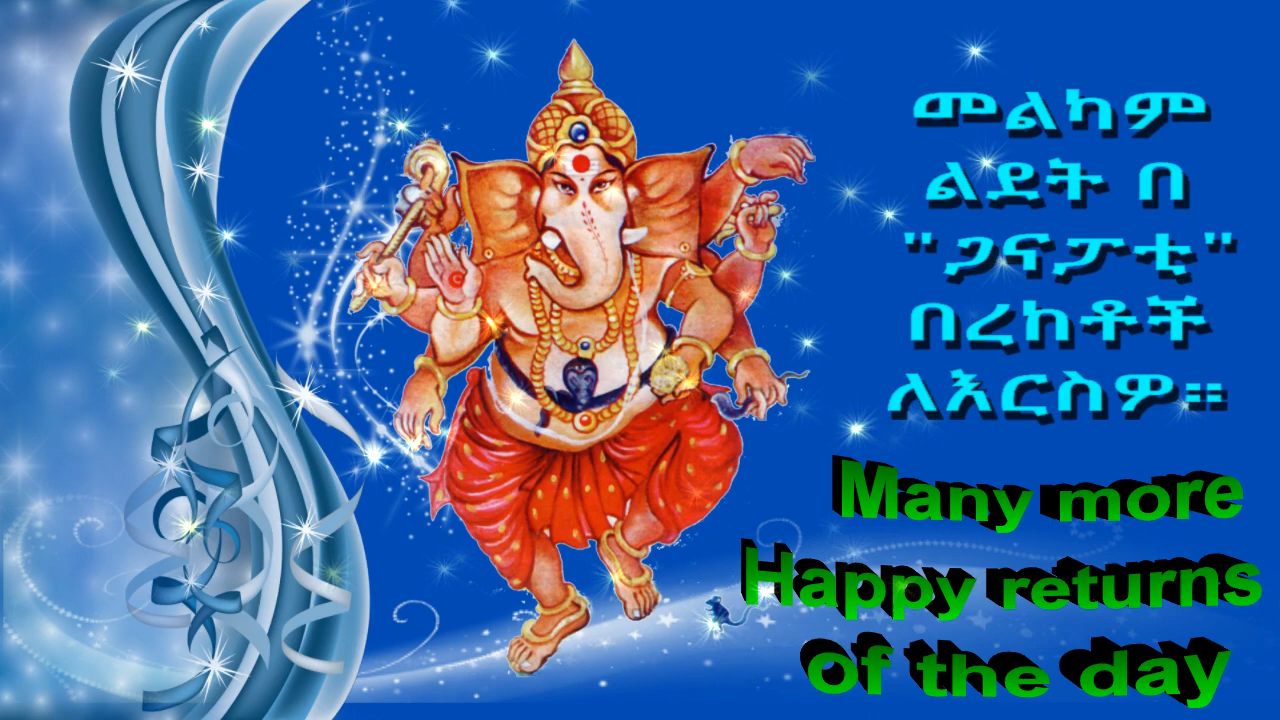 መልካም
ልደት በ
"ጋናፓቲ"
በረከቶች
ለእርስዎ።
Many more
Happy returns
of the day